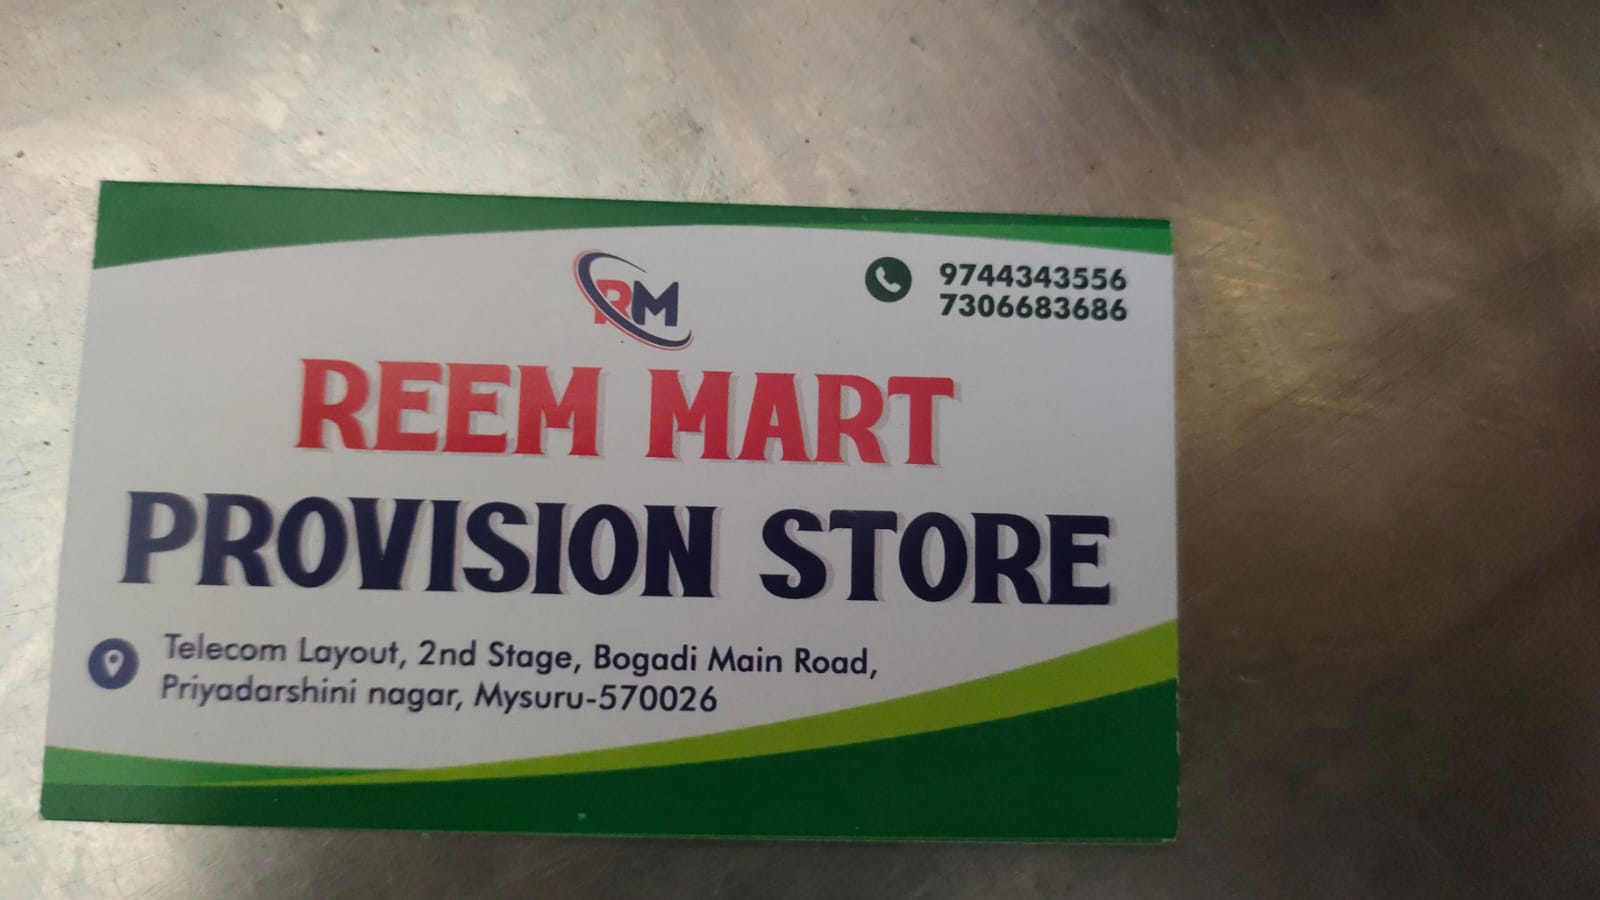 RM
9744343556
7306683686
REEM MART
PROVISION STORE
Telecom Layout, 2nd Stage, Bogadi Main Road,
Priyadarshini nagar, Mysuru-570026